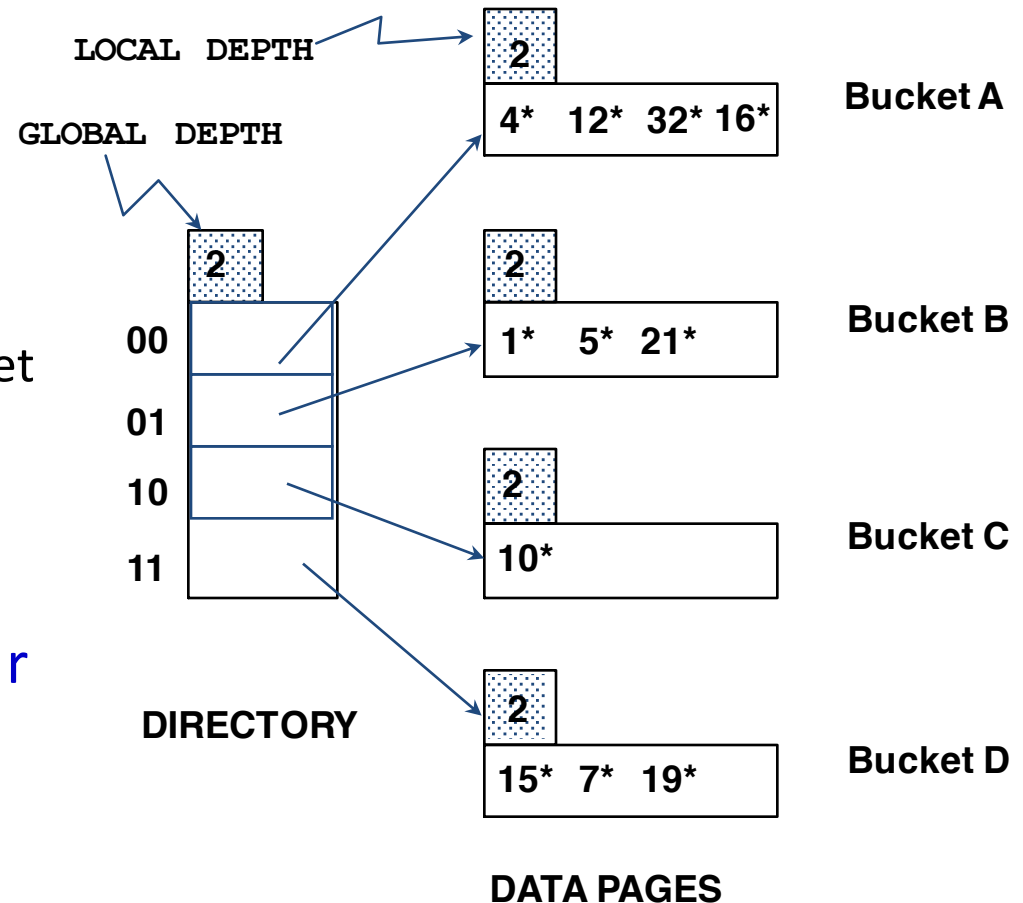 LOCAL DEPTH
2
Bucket A
4* 12* 32* 16*
GLOBAL DEPTH
2
2
00
1* 5* 21*
Bucket B
et
01
10
2
11
10*
Bucket C
r
2
DIRECTORY
15* 7* 19*
Bucket D
DATA PAGES